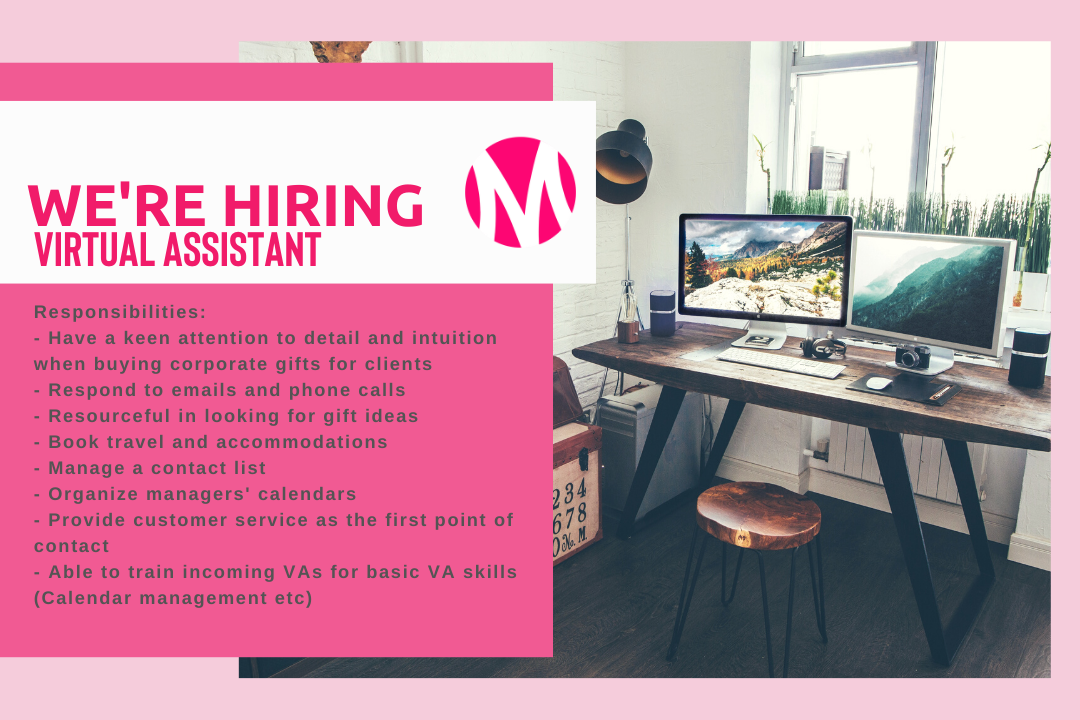 WE'RE HIRING
VIRTUAL ASSISTANT
M
Responsibilities:
- Have a keen attention to detail and intuition
when buying corporate gifts for clients
- Respond to emails and phone calls
- Resourceful in looking for gift ideas
- Book travel and accommodations
- Manage a contact list
- Organize managers' calendars
- Provide customer service as the first point of
contact
- Able to train incoming VAs for basic VA skills
(Calendar management etc)
234
678
O No. M